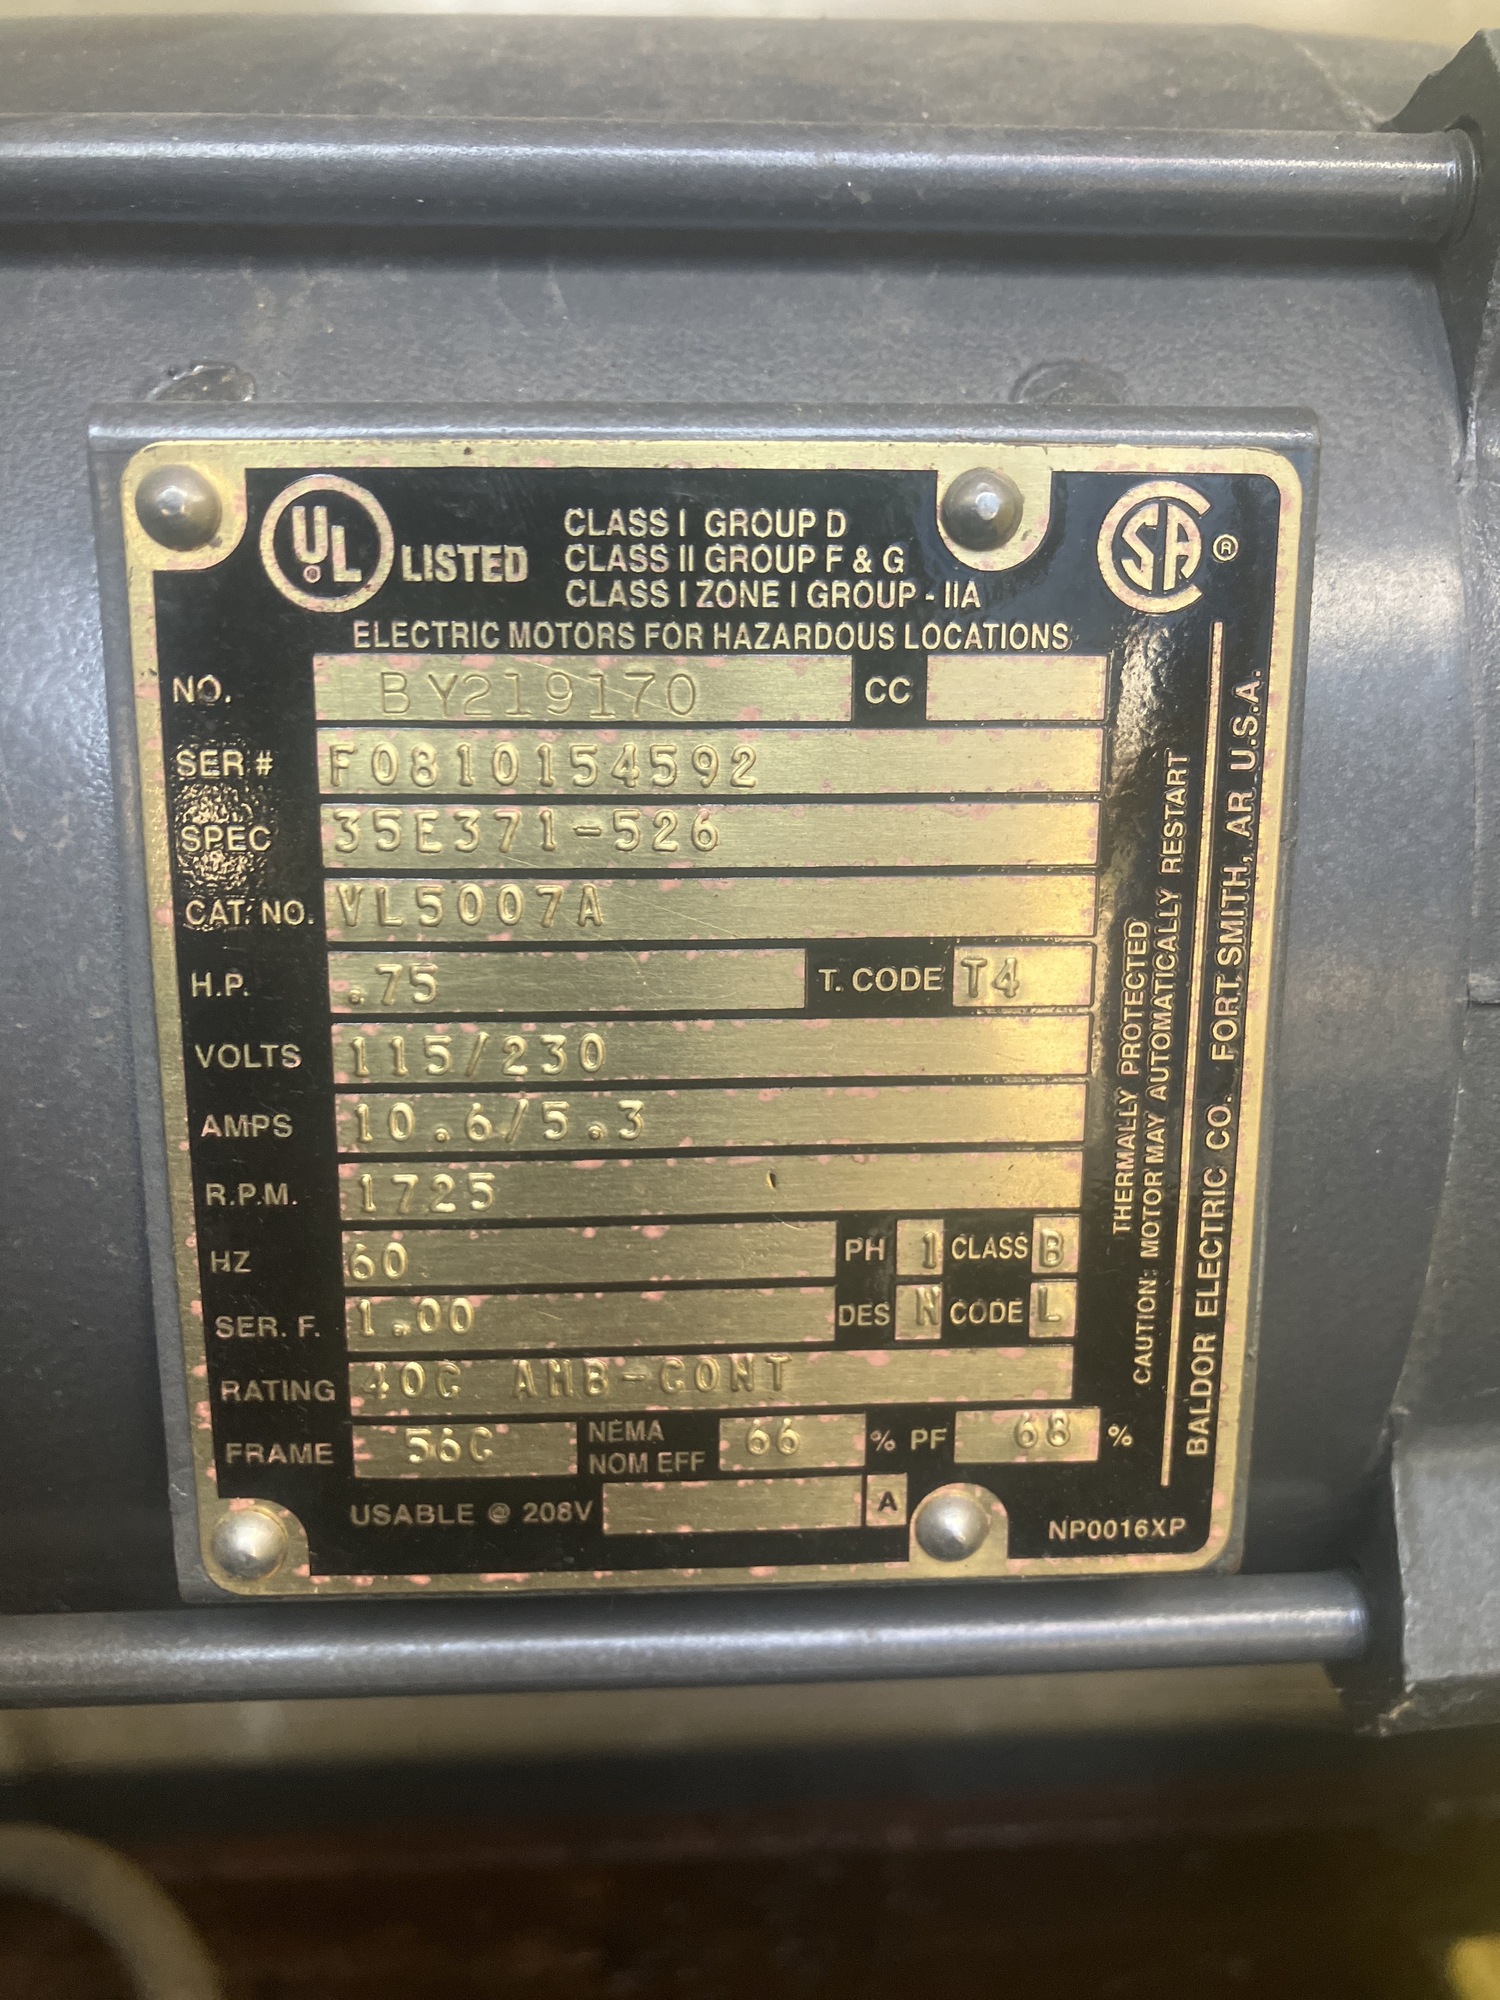 UL LISTED
CLASS I GROUP D
CLASS II GROUP F & G
CLASS I ZONE I GROUP - IIA
SA ®
ELECTRIC MOTORS FOR HAZARDOUS LOCATIONS
NO. BY219170 CC
SER # F0810154592
SPEC 35E371-526
CAT. NO. VL5007A
H.P. .75 T. CODE T4
VOLTS 115/230
AMPS 10.6/5.3
R.P.M. 1725
HZ 60 PH 1 CLASS B
SER. F. 1.00 DES N CODE L
RATING 40C AMB-CONT
FRAME 56C NEMA NOM EFF 66 % PF 68 %
USABLE @ 208V A
NP0016XP
THERMALLY PROTECTED
CAUTION: MOTOR MAY AUTOMATICALLY RESTART
BALDOR ELECTRIC CO. FORT SMITH, AR U.S.A.